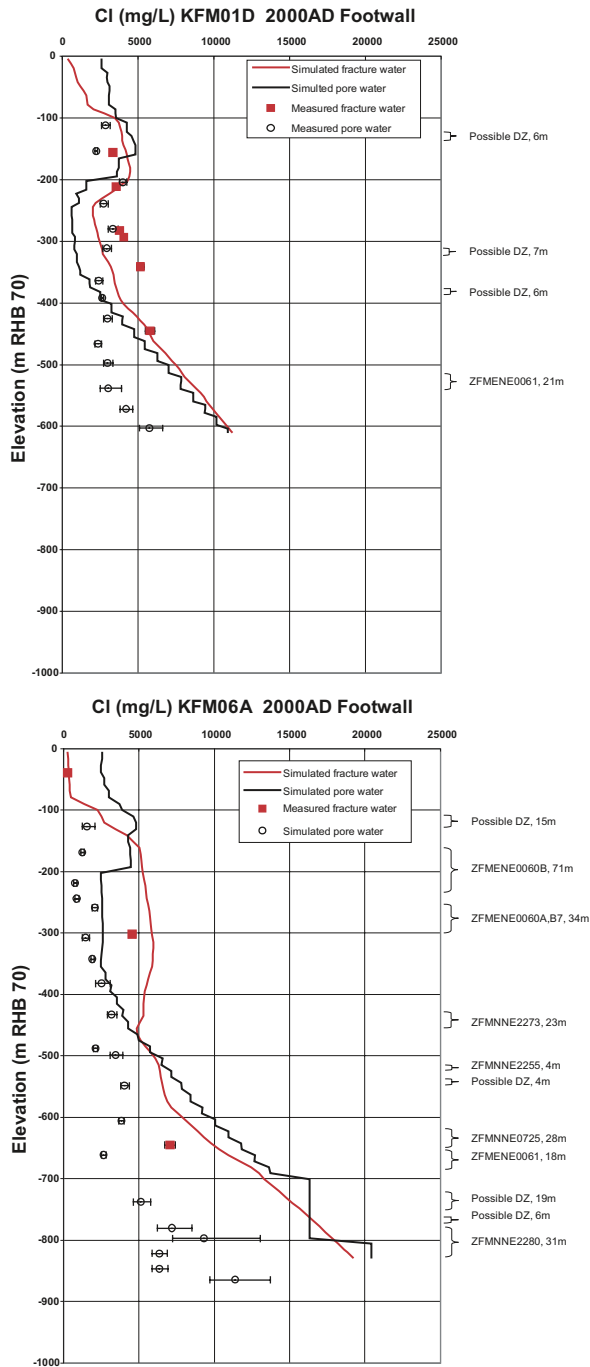 Cl (mg/L) KFM01D 2000AD Footwall
0 5000 10000 15000 20000 25000
0
-100
-200
-300
-400
-500
-600
-700
-800
-900
-1000
Elevation (m RHB 70)
Simulated fracture water
Simulted pore water
Measured fracture water
Measured pore water
Possible DZ, 6m
Possible DZ, 7m
Possible DZ, 6m
ZFMENE0061, 21m
Cl (mg/L) KFM06A 2000AD Footwall
0 5000 10000 15000 20000 25000
0
-100
-200
-300
-400
-500
-600
-700
-800
-900
-1000
Elevation (m RHB 70)
Simulated fracture water
Simulated pore water
Measured fracture water
Simulated pore water
Possible DZ, 15m
ZFMENE0060B, 71m
ZFMENE0060A,B7, 34m
ZFMNNE2273, 23m
ZFMNNE2255, 4m
Possible DZ, 4m
ZFMNNE0725, 28m
ZFMENE0061, 18m
Possible DZ, 19m
Possible DZ, 6m
ZFMNNE2280, 31m